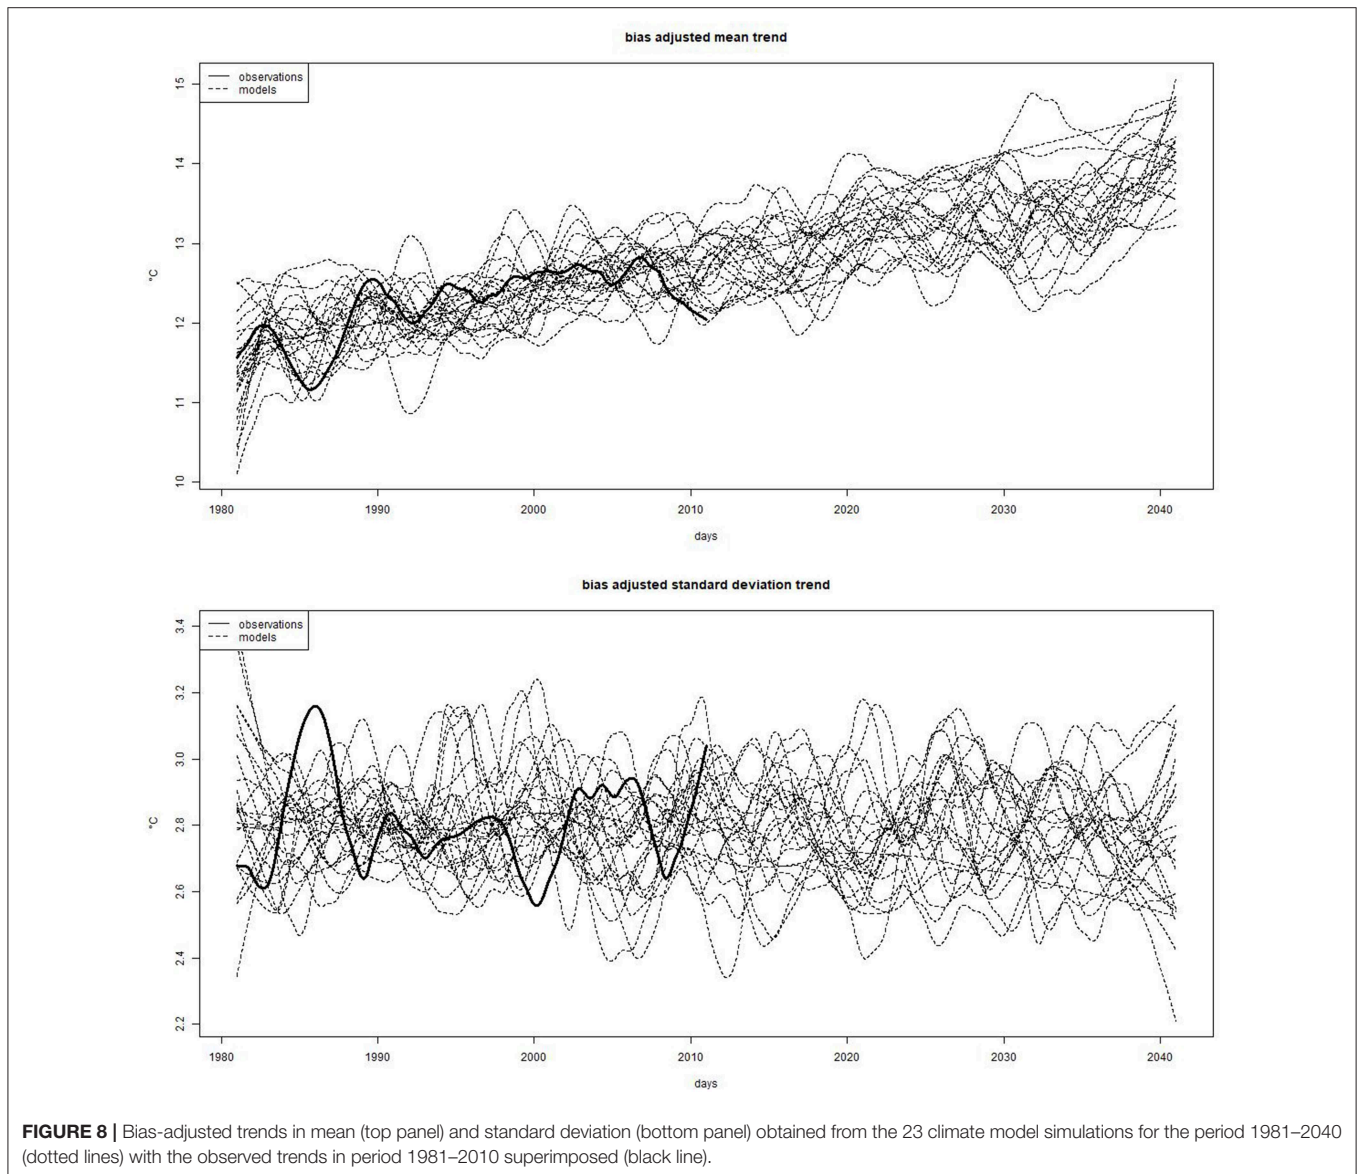 bias adjusted mean trend
observations
models
15
14
13
12
11
10
°C
1980 1990 2000 2010 2020 2030 2040
days
bias adjusted standard deviation trend
observations
models
3.4
3.2
3.0
2.8
2.6
2.4
2.2
°C
1980 1990 2000 2010 2020 2030 2040
days
FIGURE 8 | Bias-adjusted trends in mean (top panel) and standard deviation (bottom panel) obtained from the 23 climate model simulations for the period 1981–2040
(dotted lines) with the observed trends in period 1981–2010 superimposed (black line).